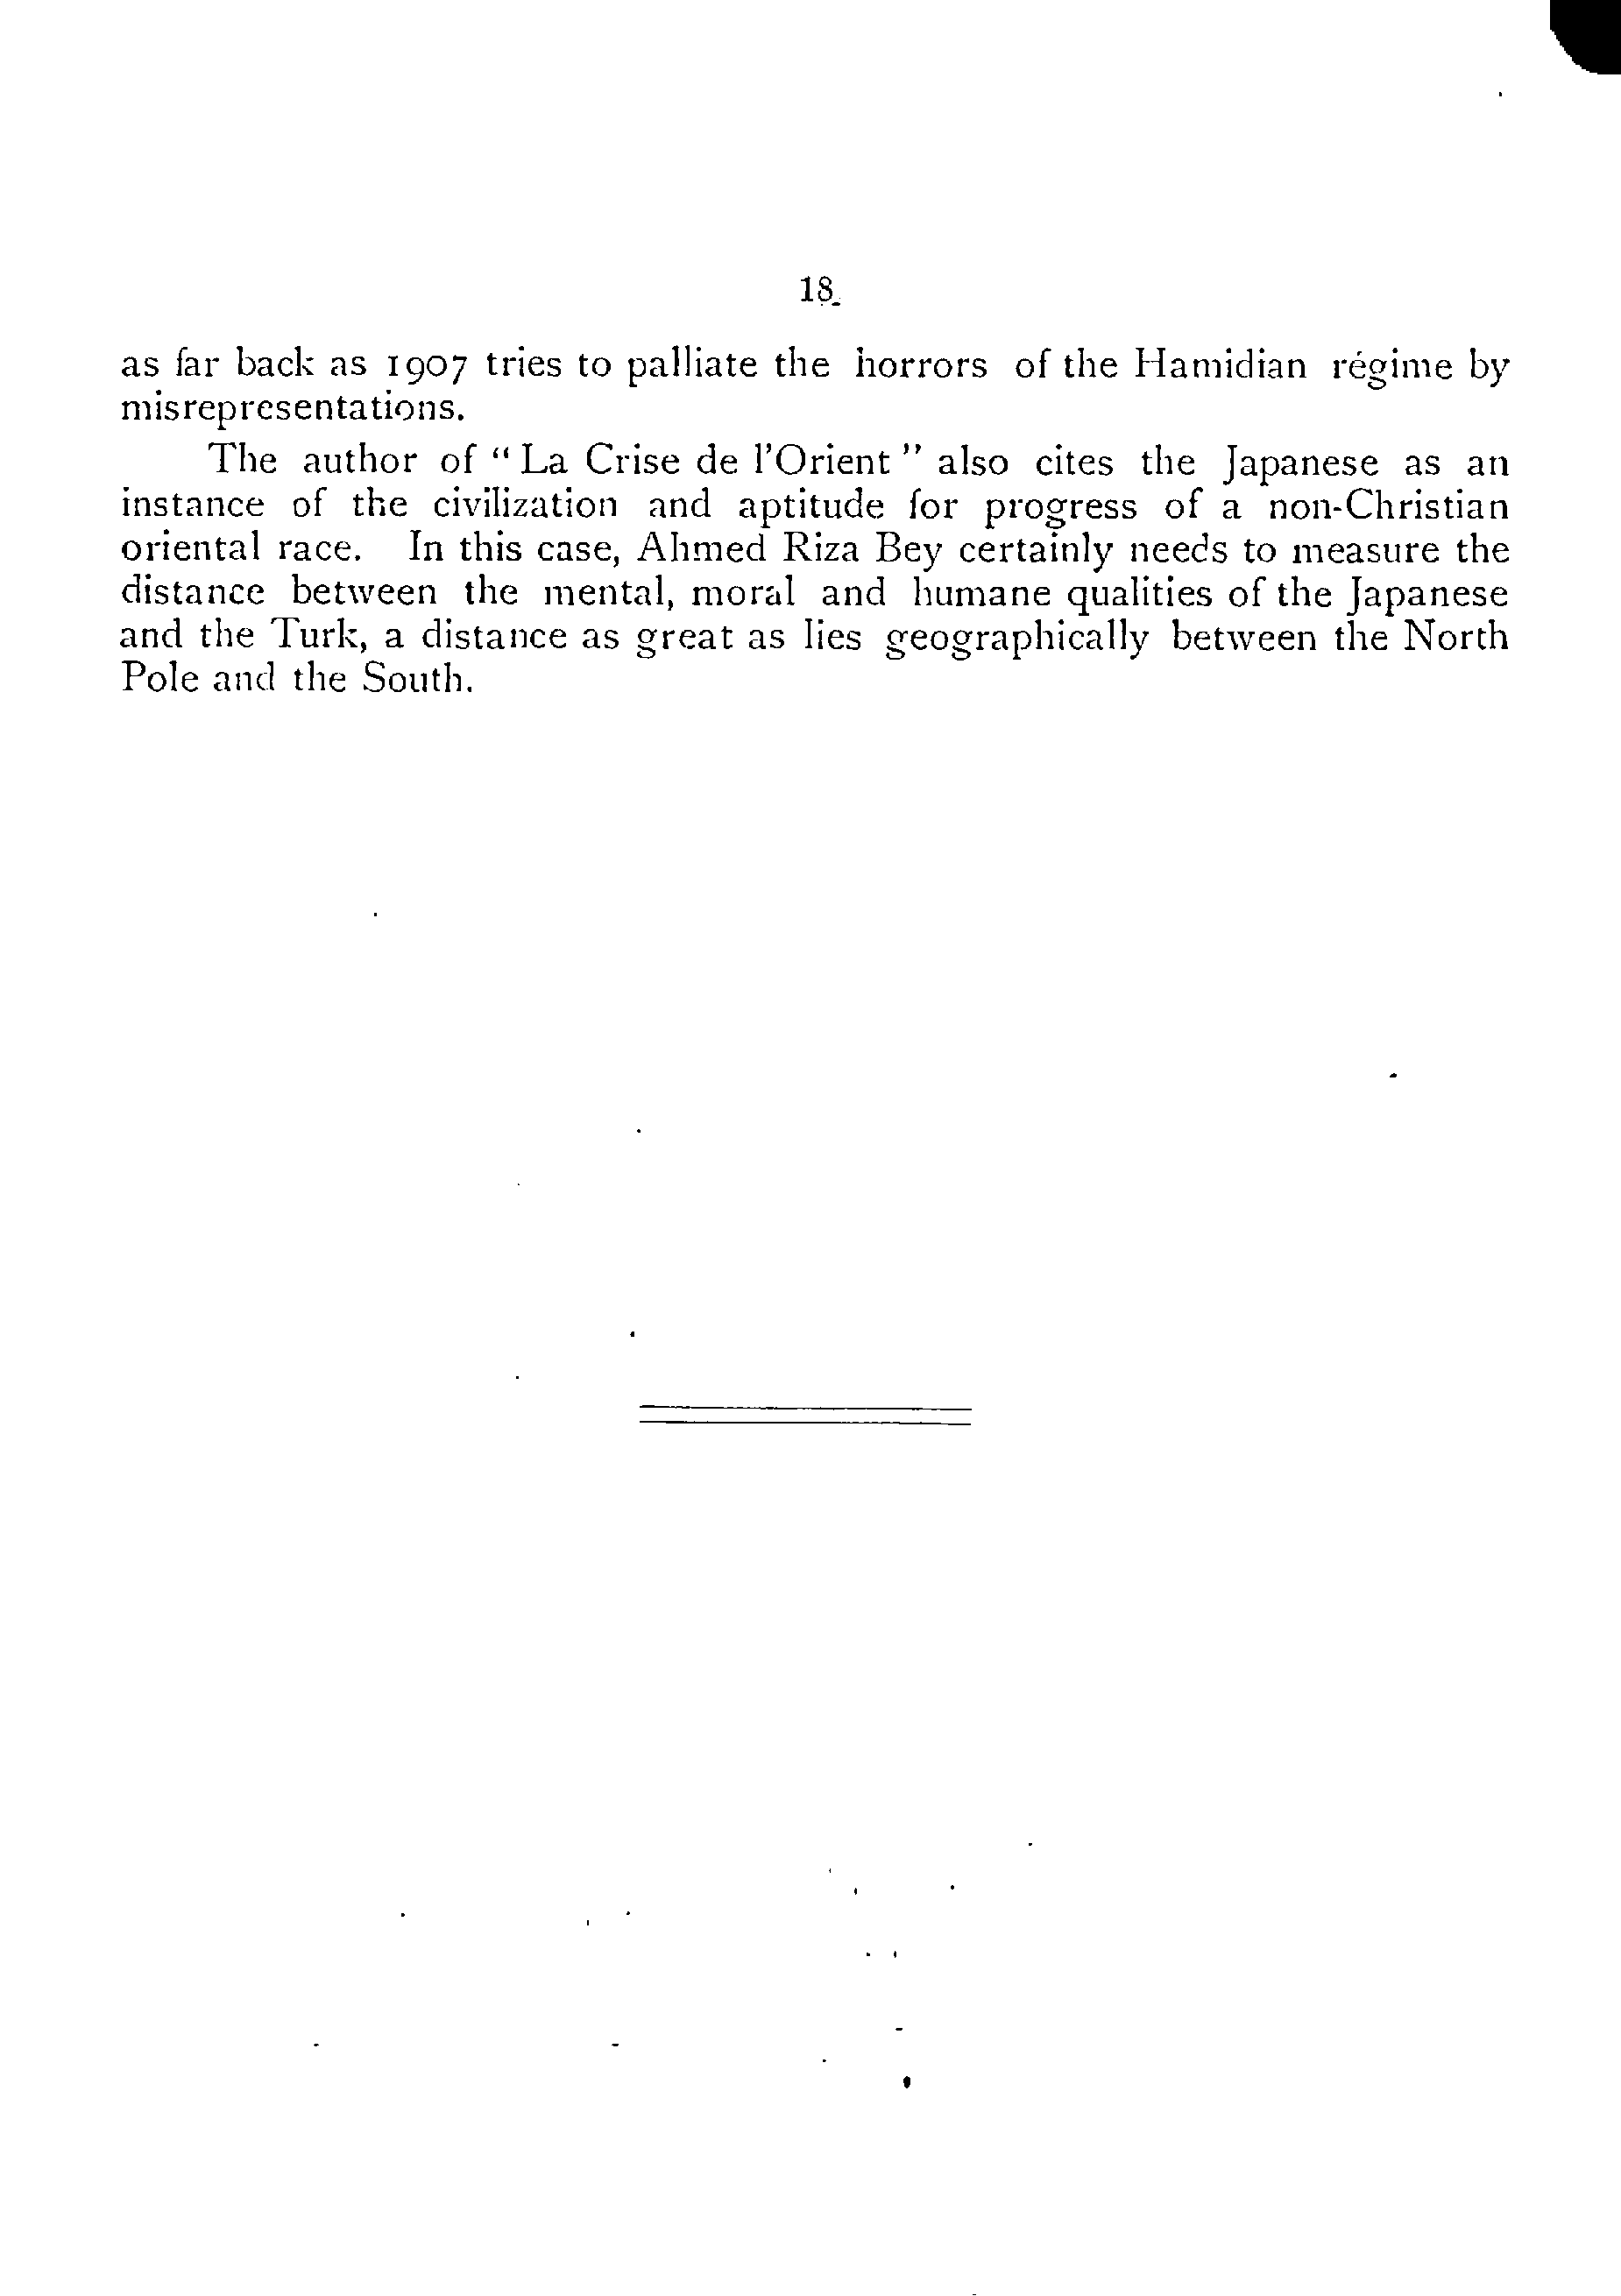 18
as far back as 1907 tries to palliate the horrors of the Hamidian régime by
misrepresentations.
The author of “ La Crise de l’Orient ” also cites the Japanese as an
instance of the civilization and aptitude for progress of a non-Christian
oriental race. In this case, Ahmed Riza Bey certainly needs to measure the
distance between the mental, moral and humane qualities of the Japanese
and the Turk, a distance as great as lies geographically between the North
Pole and the South.